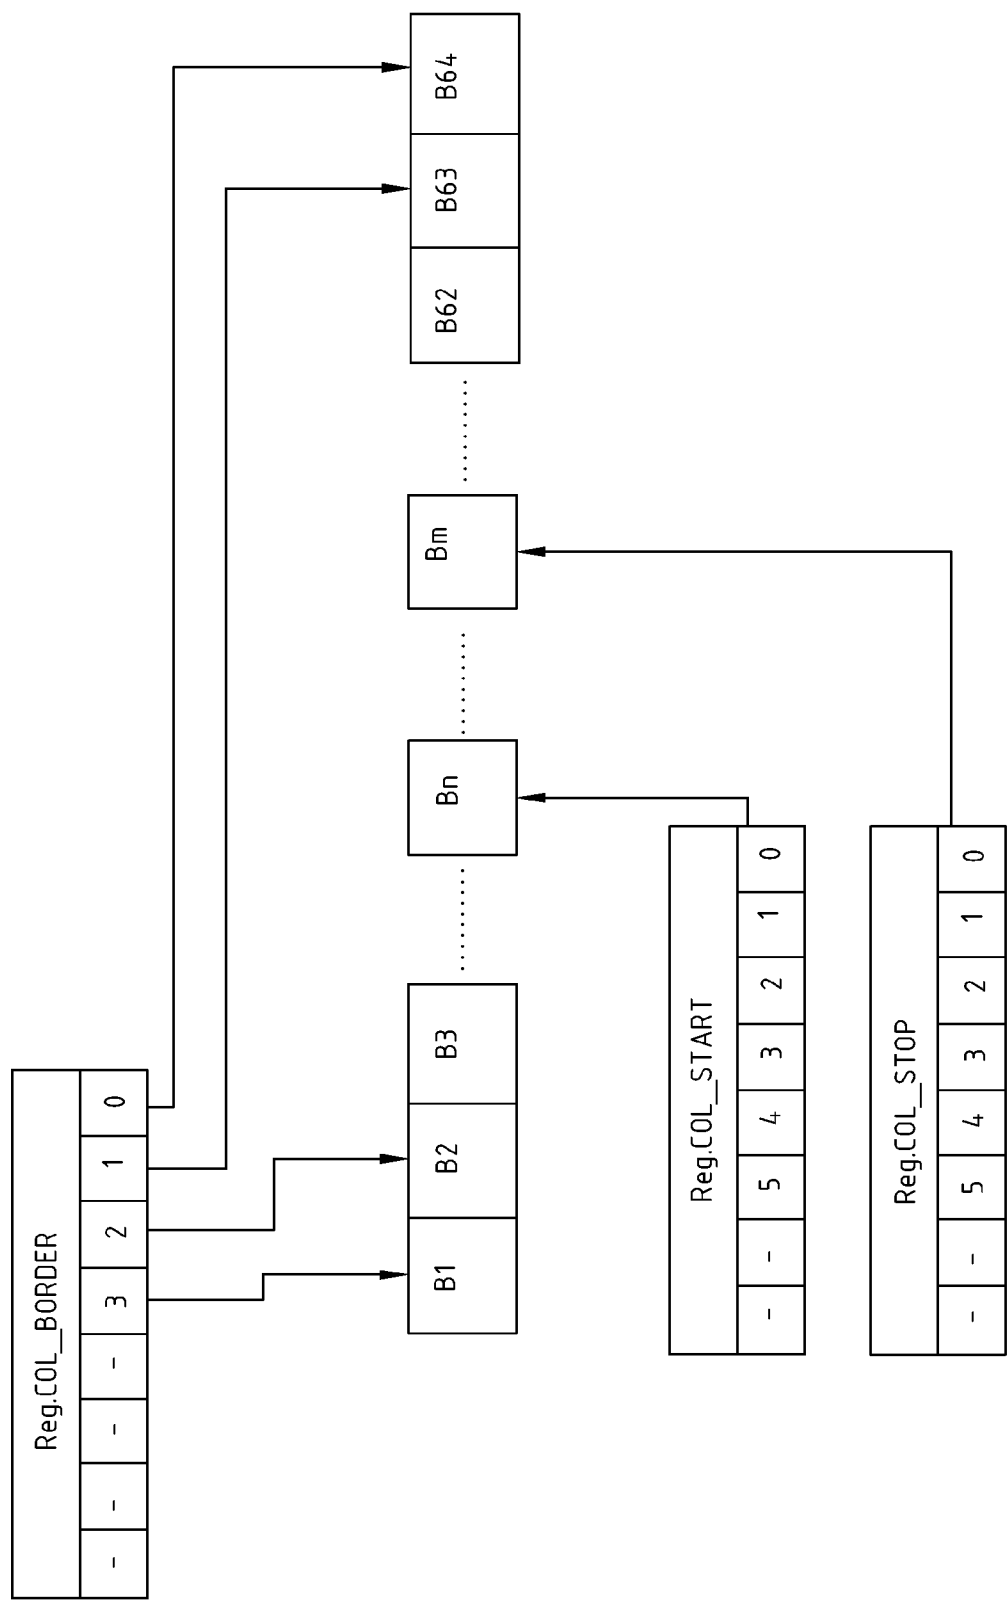 Reg.COL_BORDER
- - - - 3 2 1 0
B1 B2 B3 Bn Bm B62 B63 B64
Reg.COL_START
- - 5 4 3 2 1 0
Reg.COL_STOP
- - 5 4 3 2 1 0